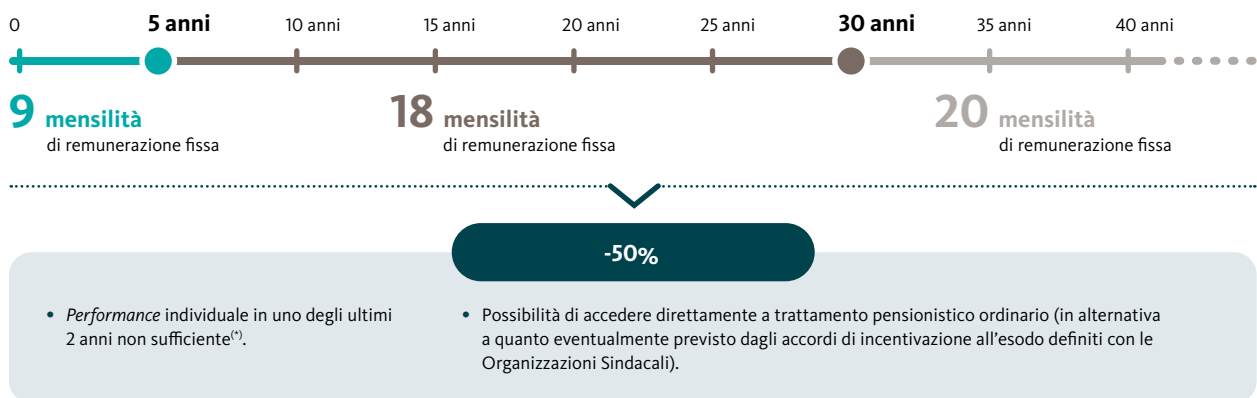 0 5 anni 10 anni 15 anni 20 anni 25 anni 30 anni 35 anni 40 anni
9 mensilità
di remunerazione fissa
18 mensilità
di remunerazione fissa
20 mensilità
di remunerazione fissa
-50%
• Performance individuale in uno degli ultimi
2 anni non sufficiente(*).
• Possibilità di accedere direttamente a trattamento pensionistico ordinario (in alternativa
a quanto eventualmente previsto dagli accordi di incentivazione all'esodo definiti con le
Organizzazioni Sindacali).